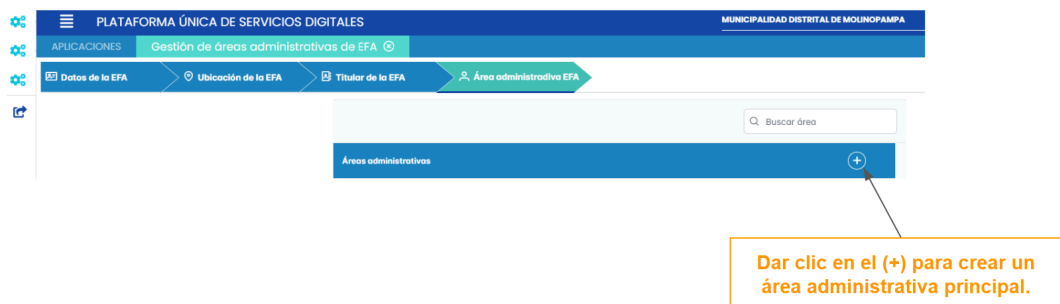 PLATAFORMA ÚNICA DE SERVICIOS DIGITALES
MUNICIPALIDAD DISTRITAL DE MOLINOPAMPA
APLICACIONES
Gestión de áreas administrativas de EFA
Datos de la EFA
Ubicación de la EFA
Titular de la EFA
Área administradiva EFA
Buscar área
Áreas administrativas
Dar clic en el (+) para crear un
área administrativa principal.